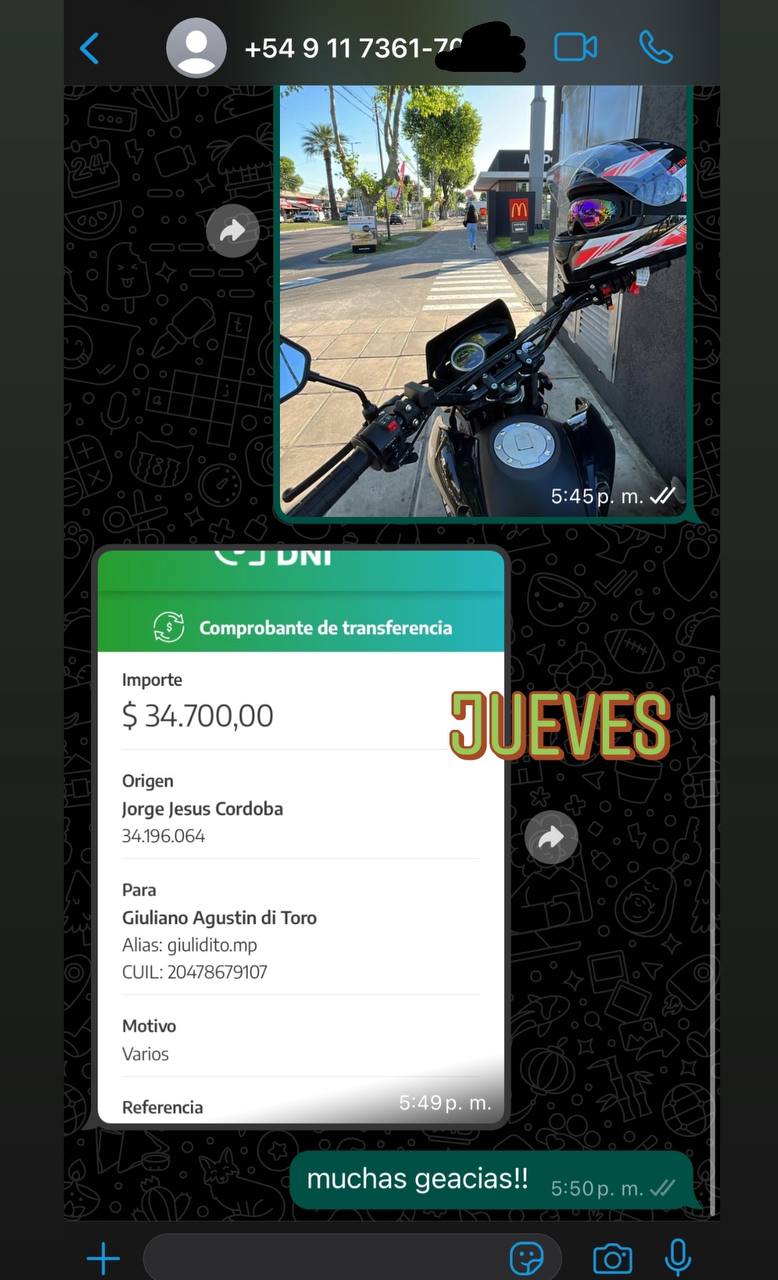 +54 9 11 7361-70
5:45 p. m.
DNI
Comprobante de transferencia
Importe
$ 34.700,00
JUEVES
Origen
Jorge Jesus Cordoba
34.196.064
Para
Giuliano Agustin di Toro
Alias: giulidito.mp
CUIL: 20478679107
Motivo
Varios
Referencia
5:49 p. m.
muchas geacias!! 5:50 p. m.